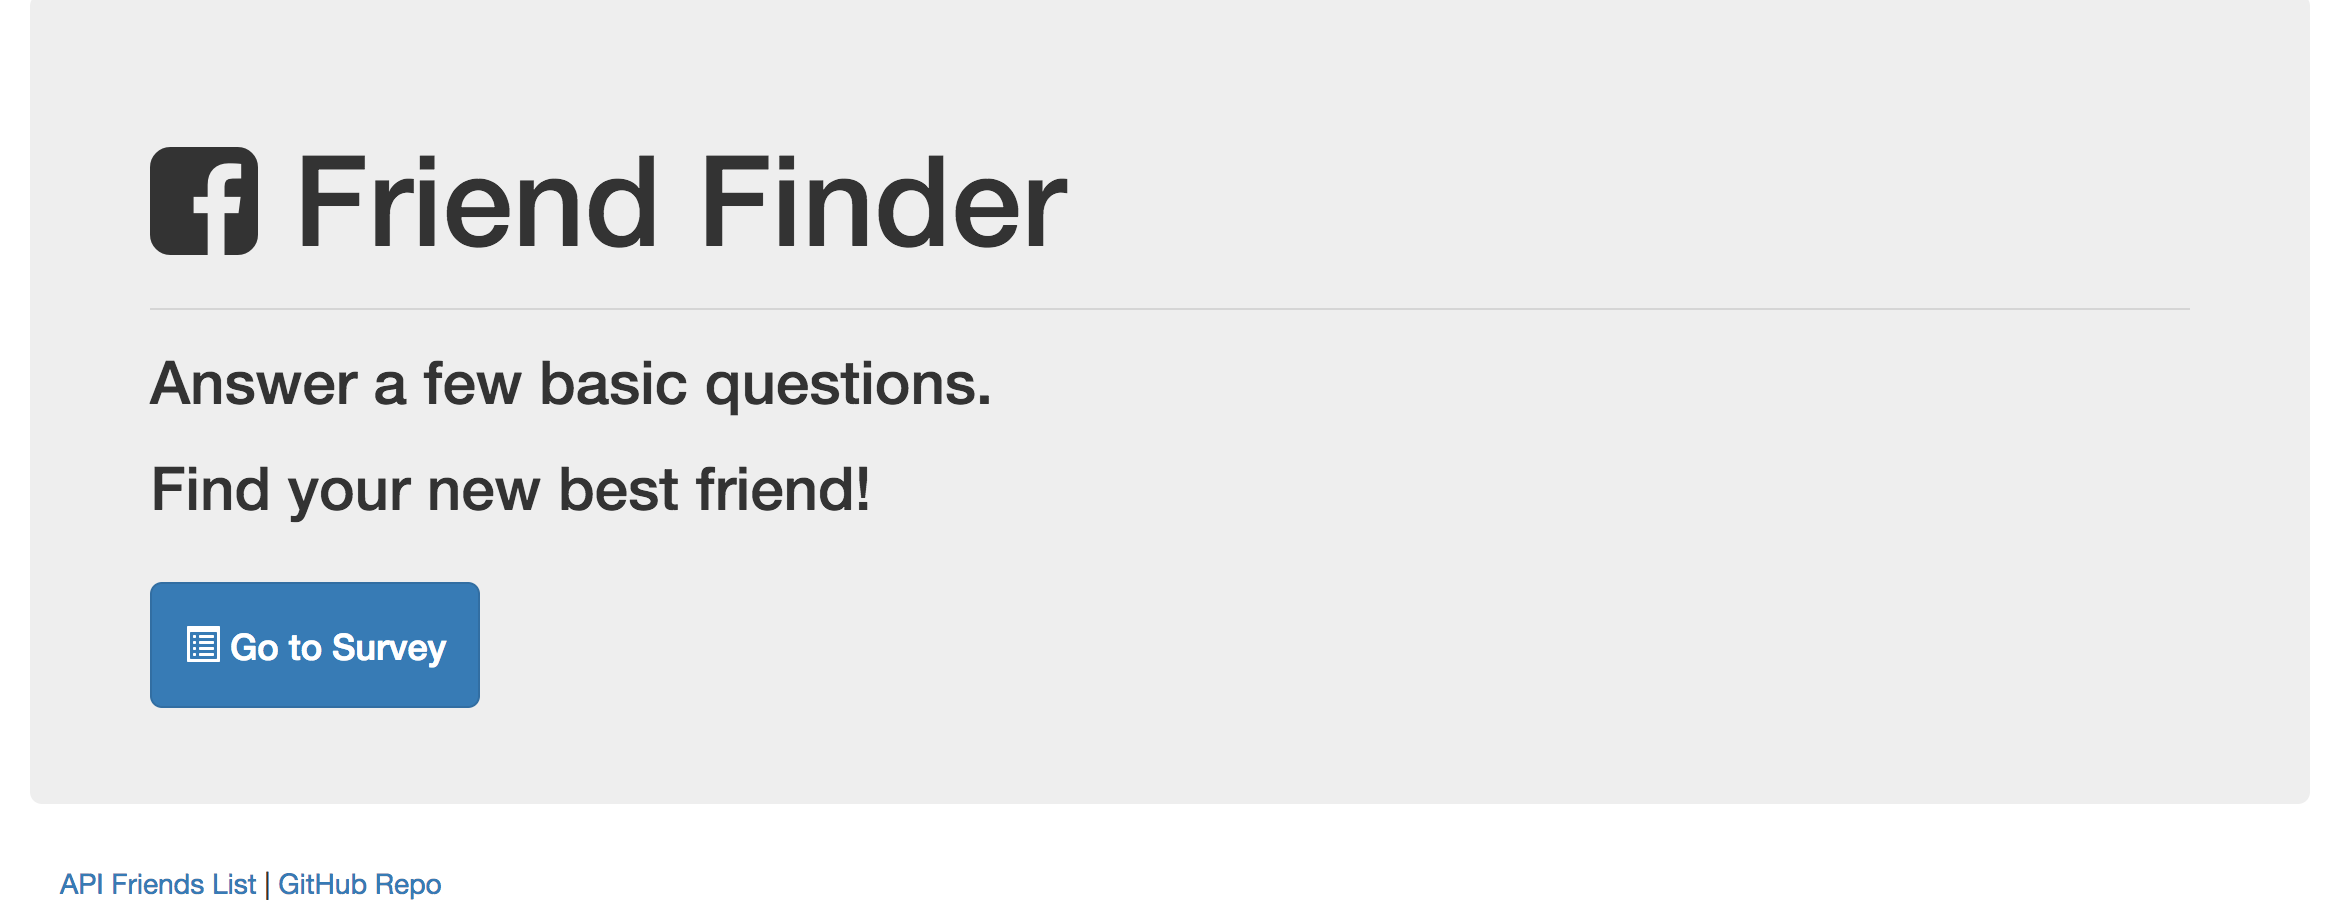 Friend Finder
Answer a few basic questions.
Find your new best friend!
Go to Survey
API Friends List | GitHub Repo